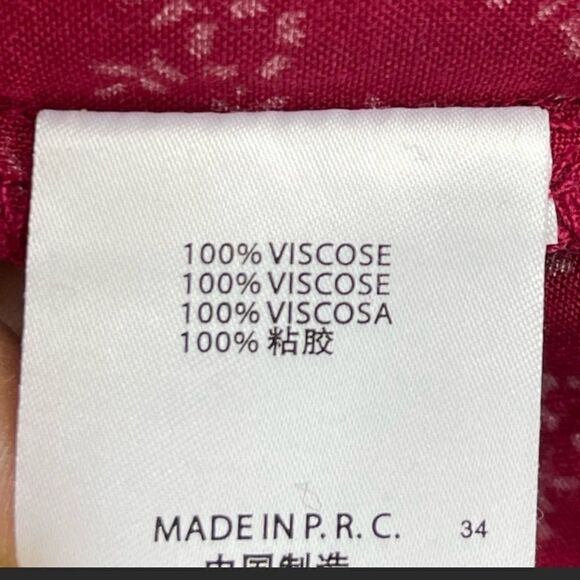 100% VISCOSE
100% VISCOSE
100% VISCOSA
100% 粘胶
MADE IN P. R. C. 34
中国制造